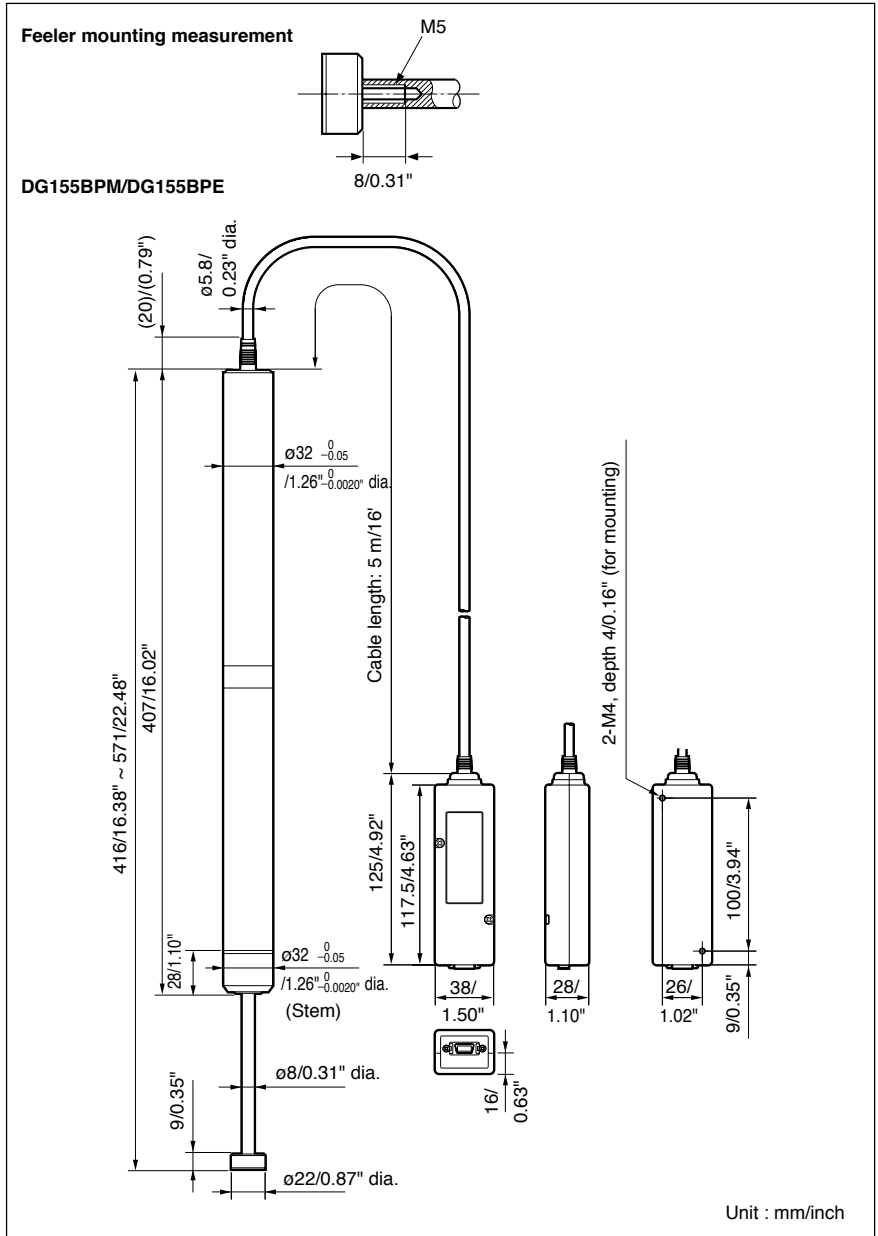 Feeler mounting measurement
M5
8/0.31"
DG155BPM/DG155BPE
(20)/(0.79")
ø5.8/
0.23" dia.
ø32 0 −0.05
/1.26" 0 −0.0020" dia.
Cable length: 5 m/16'
2-M4, depth 4/0.16" (for mounting)
416/16.38" ~ 571/22.48"
407/16.02"
125/4.92"
117.5/4.63"
100/3.94"
28/1.10"
ø32 0 −0.05
/1.26" 0 −0.0020" dia.
(Stem)
38/
1.50"
28/
1.10"
26/
1.02"
9/0.35"
16/
0.63"
9/0.35"
ø8/0.31" dia.
ø22/0.87" dia.
Unit : mm/inch